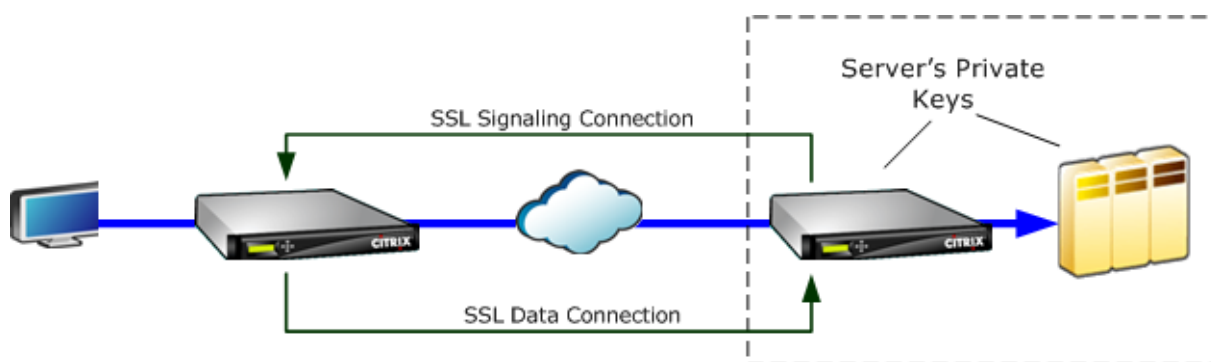 Server's Private
Keys
SSL Signaling Connection
CITRIX
CITRIX
SSL Data Connection